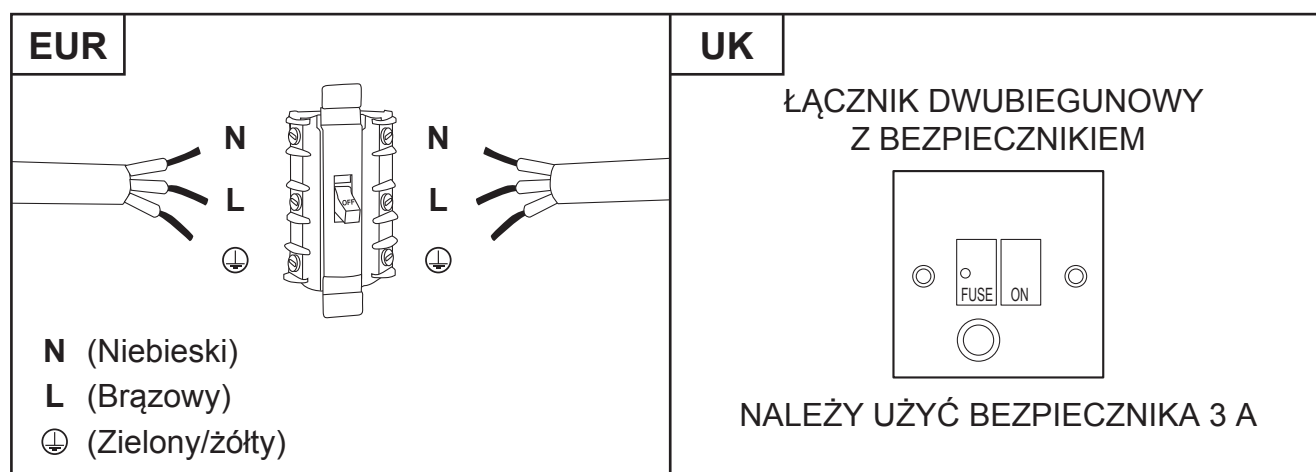 EUR
N
N
L
OFF
L
N (Niebieski)
L (Brązowy)
(Zielony/żółty)
UK
ŁĄCZNIK DWUBIEGUNOWY
Z BEZPIECZNIKIEM
FUSE ON
NALEŻY UŻYĆ BEZPIECZNIKA 3 A